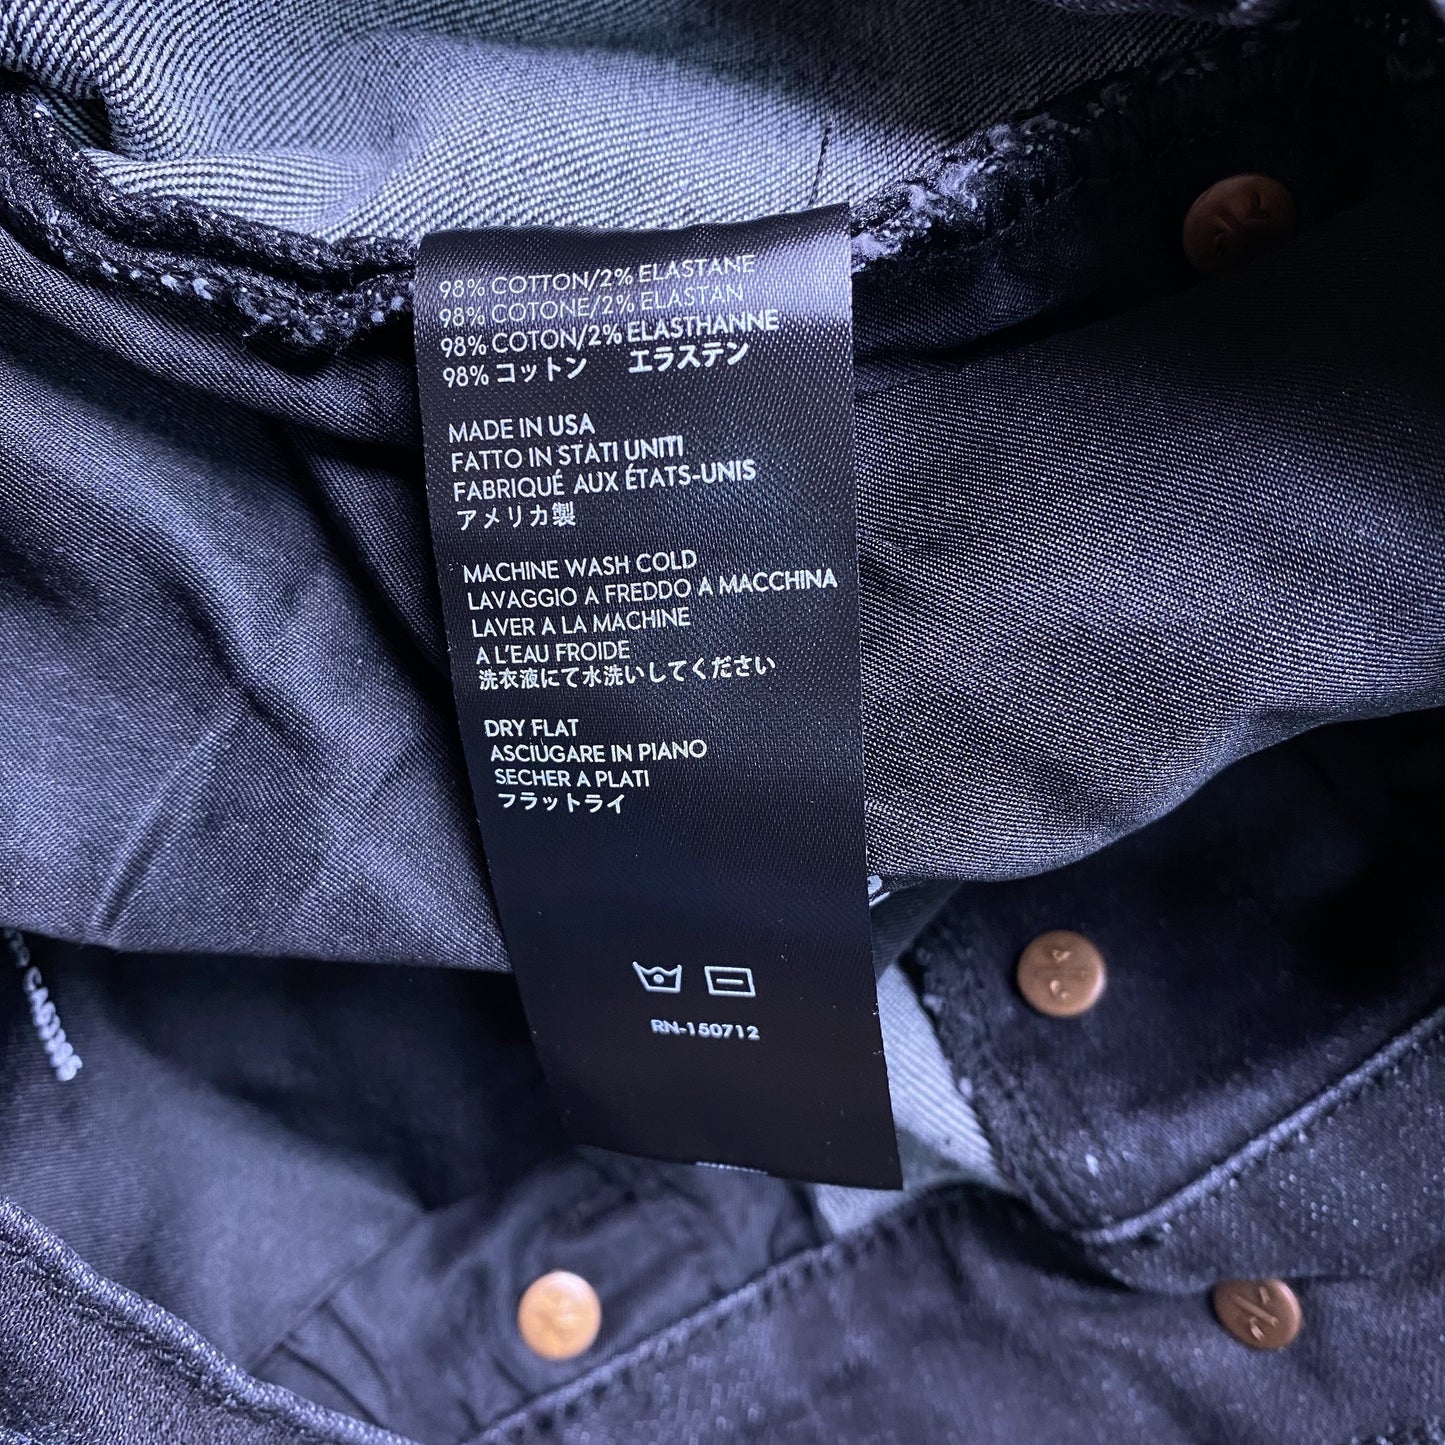 98% COTTON/2% ELASTANE
98% COTONE/2% ELASTAN
98% COTON/2% ELASTHANNE
98% コットン エラステン
MADE IN USA
FATTO IN STATI UNITI
FABRIQUÉ AUX ÉTATS-UNIS
アメリカ製
MACHINE WASH COLD
LAVAGGIO A FREDDO A MACCHINA
LAVER A LA MACHINE
A L'EAU FROIDE
洗衣液にて水洗いしてください
DRY FLAT
ASCIUGARE IN PIANO
SECHER A PLATI
フラットライ
RN-150712